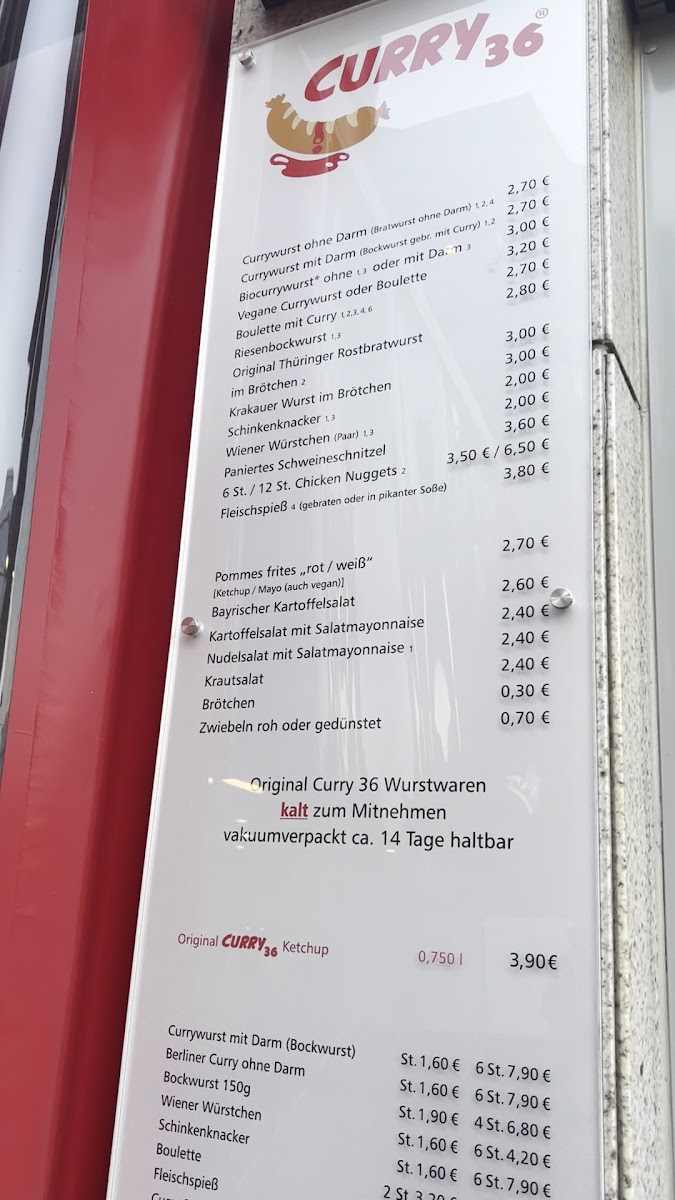 CURRY36®
Currywurst ohne Darm (Bratwurst ohne Darm) 1,2,4 2,70 €
Currywurst mit Darm (Bockwurst gebr. mit Curry) 1,2 2,70 €
Biocurrywurst* ohne 1,3 oder mit Darm 3 3,00 €
Vegane Currywurst oder Boulette 3,20 €
Boulette mit Curry 1,2,3,4,6 2,70 €
Riesenbockwurst 1,3 2,80 €
Original Thüringer Rostbratwurst
im Brötchen 2 3,00 €
Krakauer Wurst im Brötchen 3,00 €
Schinkenknacker 1,3 2,00 €
Wiener Würstchen (Paar) 1,3 2,00 €
Paniertes Schweineschnitzel 3,60 €
6 St. / 12 St. Chicken Nuggets 2 3,50 € / 6,50 €
Fleischspieß 4 (gebraten oder in pikanter Soße) 3,80 €
Pommes frites „rot / weiß“ 2,70 €
[Ketchup / Mayo (auch vegan)]
Bayrischer Kartoffelsalat 2,60 €
Kartoffelsalat mit Salatmayonnaise 2,40 €
Nudelsalat mit Salatmayonnaise 1 2,40 €
Krautsalat 2,40 €
Brötchen 0,30 €
Zwiebeln roh oder gedünstet 0,70 €
Original Curry 36 Wurstwaren
kalt zum Mitnehmen
vakuumverpackt ca. 14 Tage haltbar
Original CURRY36 Ketchup 0,750 l 3,90€
Currywurst mit Darm (Bockwurst) St. 1,60 € 6 St. 7,90 €
Berliner Curry ohne Darm St. 1,60 € 6 St. 7,90 €
Bockwurst 150g St. 1,90 € 4 St. 6,80 €
Wiener Würstchen St. 1,60 € 6 St. 4,20 €
Schinkenknacker St. 1,60 € 6 St. 7,90 €
Boulette 2 St. 3,20 €
Fleischspieß